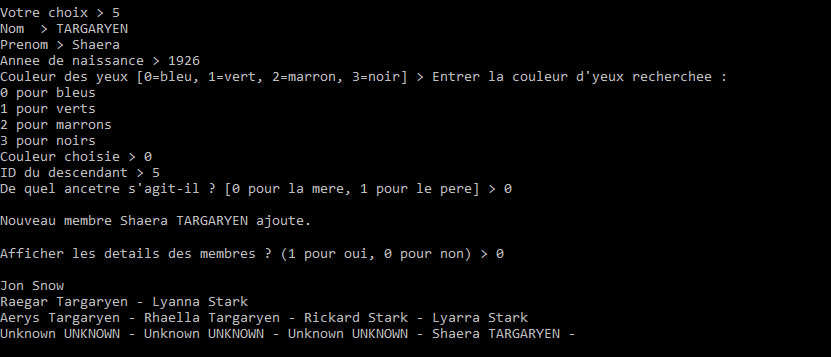 Votre choix > 5
Nom  > TARGARYEN
Prenom > Shaera
Annee de naissance > 1926
Couleur des yeux [0=bleu, 1=vert, 2=marron, 3=noir] > Entrer la couleur d'yeux recherchee :
0 pour bleus
1 pour verts
2 pour marrons
3 pour noirs
Couleur choisie > 0
ID du descendant > 5
De quel ancetre s'agit-il ? [0 pour la mere, 1 pour le pere] > 0
Nouveau membre Shaera TARGARYEN ajoute.
Afficher les details des membres ? (1 pour oui, 0 pour non) > 0
Jon Snow
Raegar Targaryen - Lyanna Stark
Aerys Targaryen - Rhaella Targaryen - Rickard Stark - Lyarra Stark
Unknown UNKNOWN - Unknown UNKNOWN - Unknown UNKNOWN - Shaera TARGARYEN -